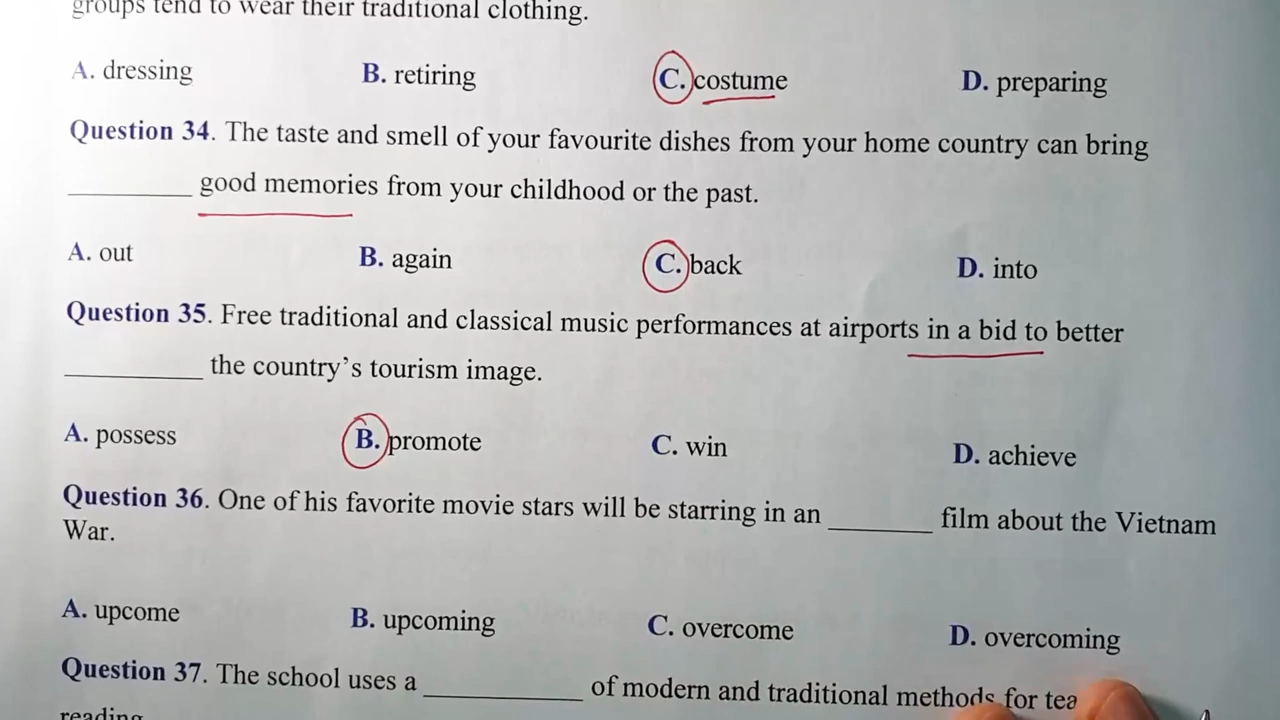 groups tend to wear their traditional clothing.
A. dressing B. retiring C. costume D. preparing
Question 34. The taste and smell of your favourite dishes from your home country can bring
__________ good memories from your childhood or the past.
A. out B. again C. back D. into
Question 35. Free traditional and classical music performances at airports in a bid to better
___________ the country's tourism image.
A. possess B. promote C. win D. achieve
Question 36. One of his favorite movie stars will be starring in an ________ film about the Vietnam
War.
A. upcome B. upcoming C. overcome D. overcoming
Question 37. The school uses a _____________ of modern and traditional methods for
reading